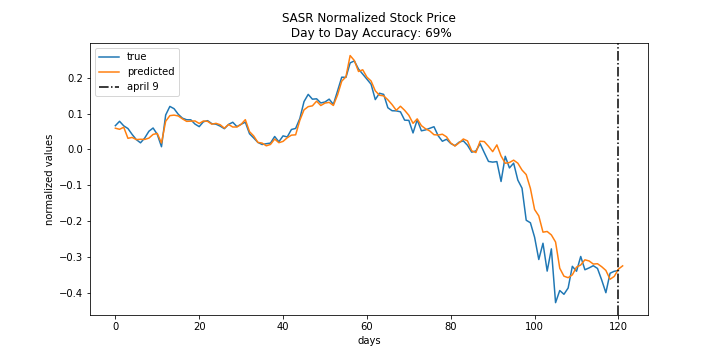 SASR Normalized Stock Price
Day to Day Accuracy: 69%
true
predicted
april 9
normalized values
0.2
0.1
0.0
−0.1
−0.2
−0.3
−0.4
0 20 40 60 80 100 120
days